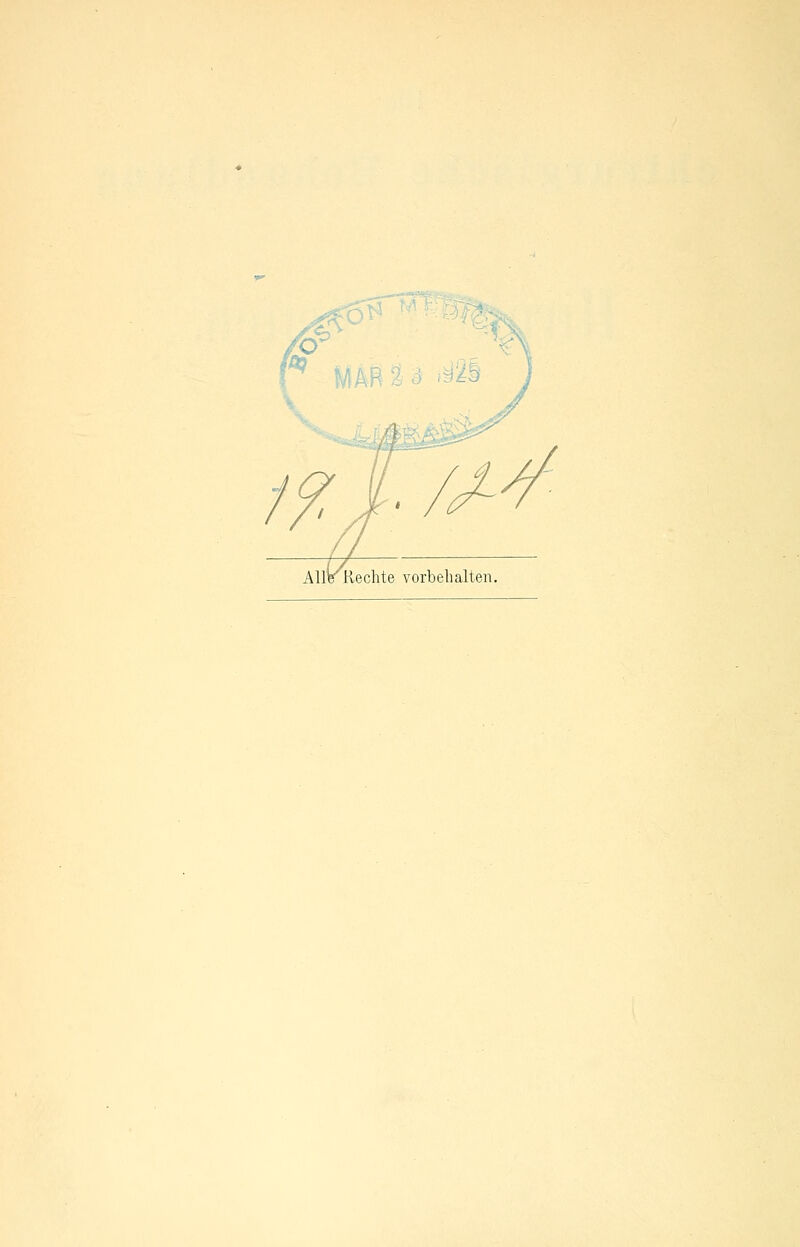 BOSTON MEDICAL
MAR 23 1925
LIBRARY
19. J. 124.
Alle Rechte vorbehalten.